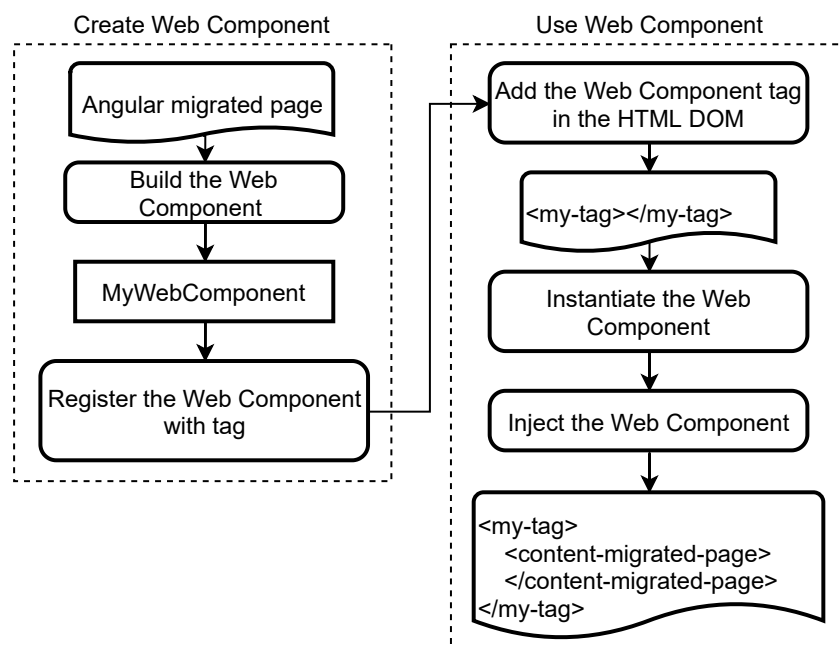 Create Web Component
Angular migrated page
Build the Web
Component
MyWebComponent
Register the Web Component
with tag
Use Web Component
Add the Web Component tag
in the HTML DOM
<my-tag></my-tag>
Instantiate the Web
Component
Inject the Web Component
<my-tag>
<content-migrated-page>
</content-migrated-page>
</my-tag>